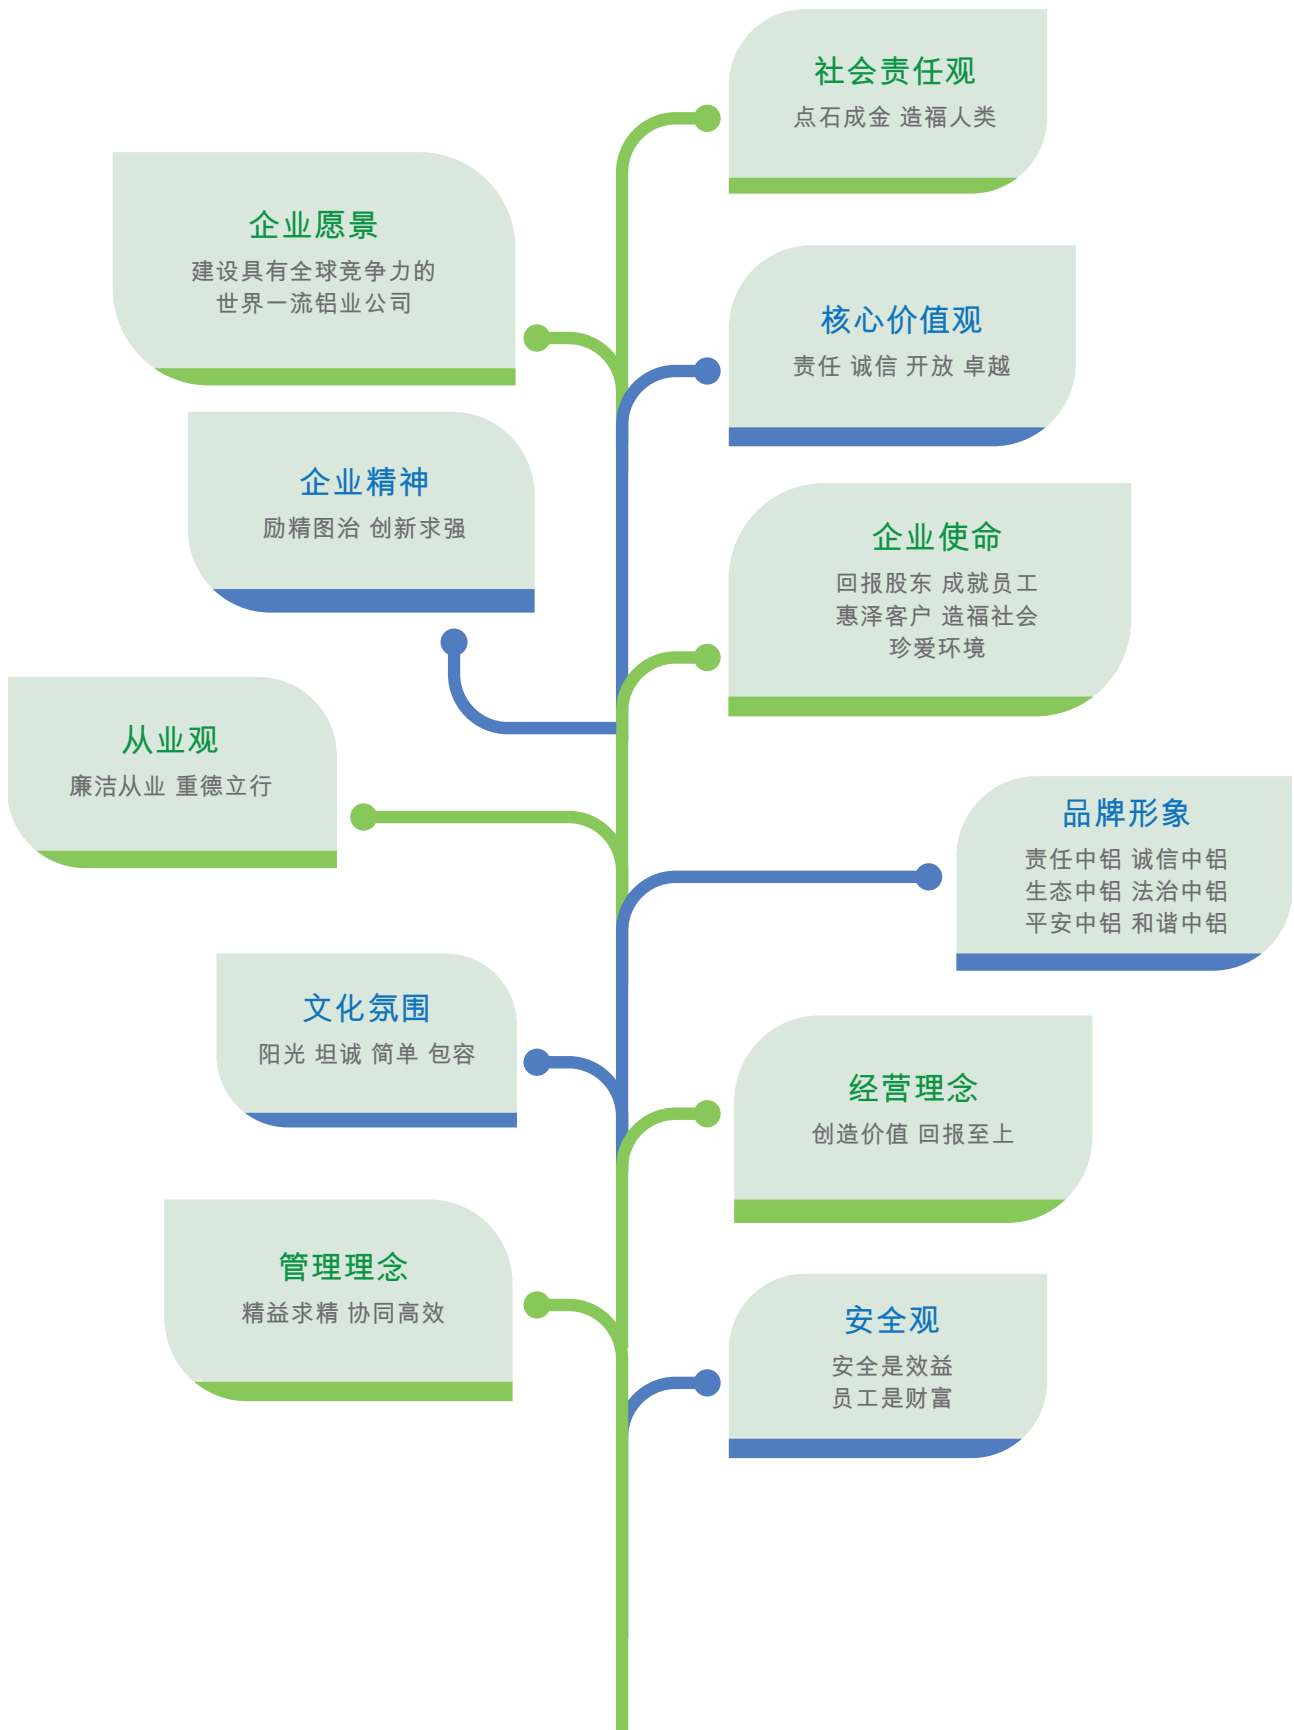 社会责任观
点石成金 造福人类
企业愿景
建设具有全球竞争力的
世界一流铝业公司
核心价值观
责任 诚信 开放 卓越
企业精神
励精图治 创新求强
企业使命
回报股东 成就员工
惠泽客户 造福社会
珍爱环境
从业观
廉洁从业 重德立行
品牌形象
责任中铝 诚信中铝
生态中铝 法治中铝
平安中铝 和谐中铝
文化氛围
阳光 坦诚 简单 包容
经营理念
创造价值 回报至上
管理理念
精益求精 协同高效
安全观
安全是效益
员工是财富